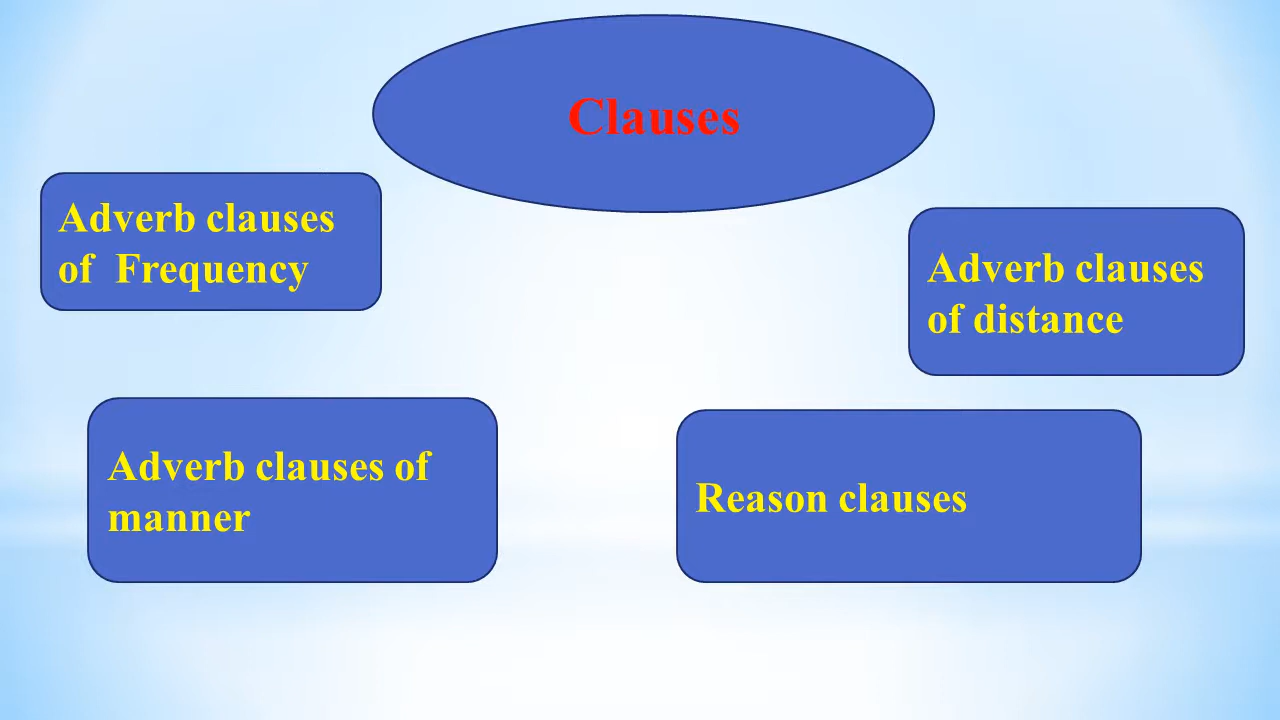 Clauses
Adverb clauses
of  Frequency
Adverb clauses
of distance
Adverb clauses of
manner
Reason clauses